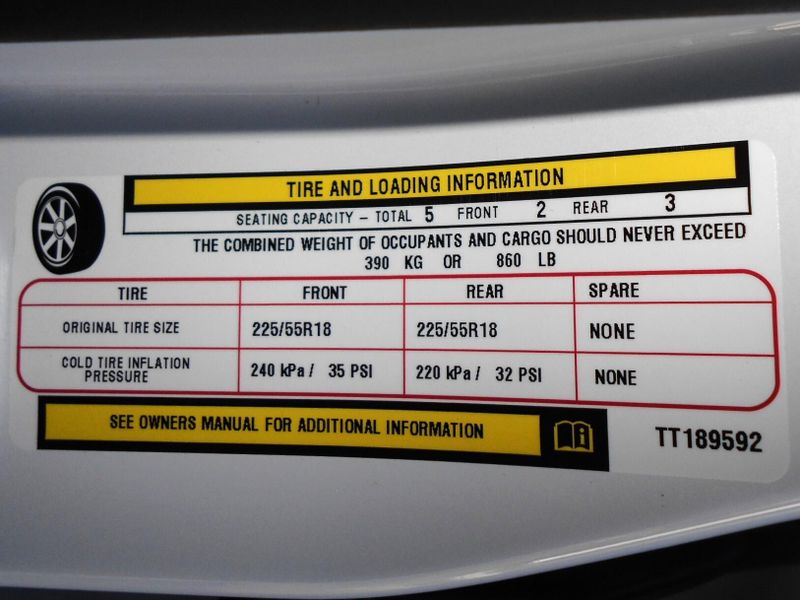 TIRE AND LOADING INFORMATION
SEATING CAPACITY – TOTAL 5 FRONT 2 REAR 3
THE COMBINED WEIGHT OF OCCUPANTS AND CARGO SHOULD NEVER EXCEED
390 KG OR 860 LB
TIRE FRONT REAR SPARE
ORIGINAL TIRE SIZE 225/55R18 225/55R18 NONE
COLD TIRE INFLATION
PRESSURE 240 kPa / 35 PSI 220 kPa / 32 PSI NONE
SEE OWNERS MANUAL FOR ADDITIONAL INFORMATION
TT189592